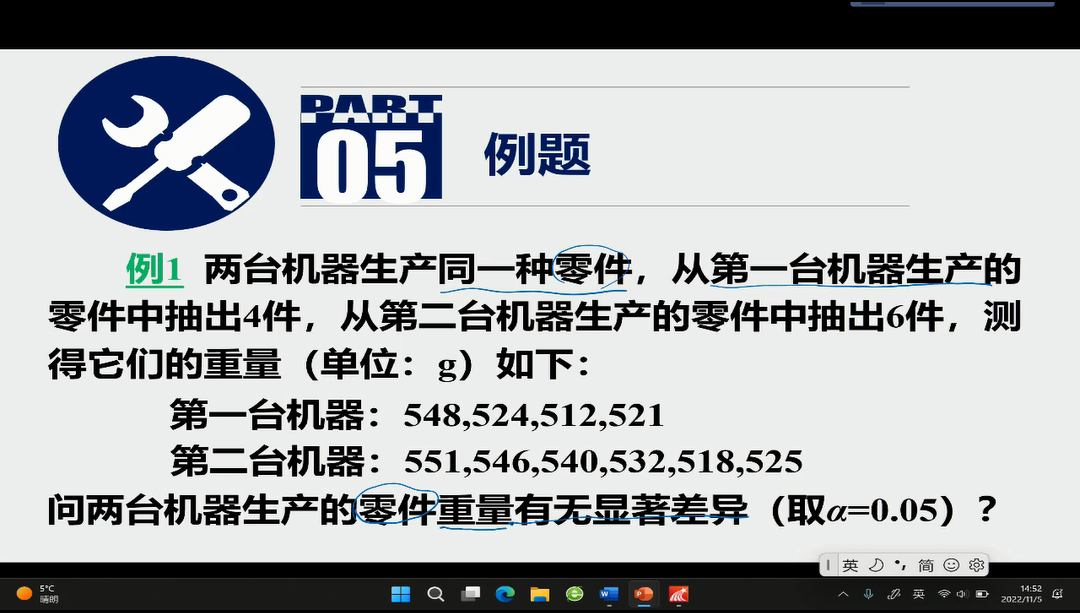 PART
05
例题
例1 两台机器生产同一种零件，从第一台机器生产的
零件中抽出4件，从第二台机器生产的零件中抽出6件，测
得它们的重量（单位：g）如下：
第一台机器：548,524,512,521
第二台机器：551,546,540,532,518,525
问两台机器生产的零件重量有无显著差异（取α=0.05）？
英 简
5°C
晴朗
英
14:52
2022/11/5